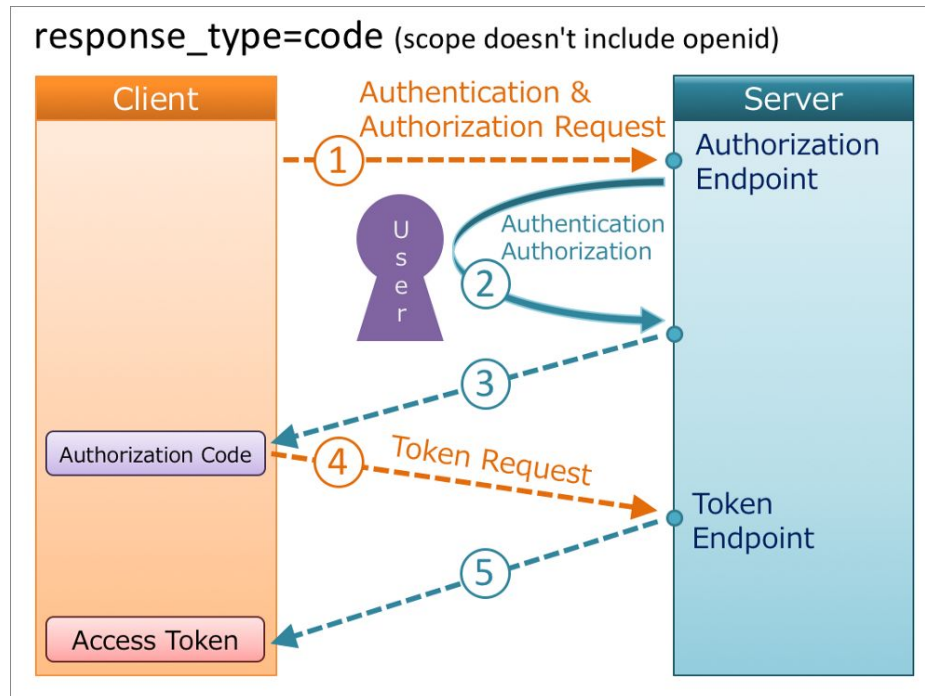 response_type=code (scope doesn't include openid)
Client
Authentication &
Authorization Request
Server
1
Authorization
Endpoint
User
Authentication
Authorization
2
3
Authorization Code
4
Token Request
Token
Endpoint
5
Access Token